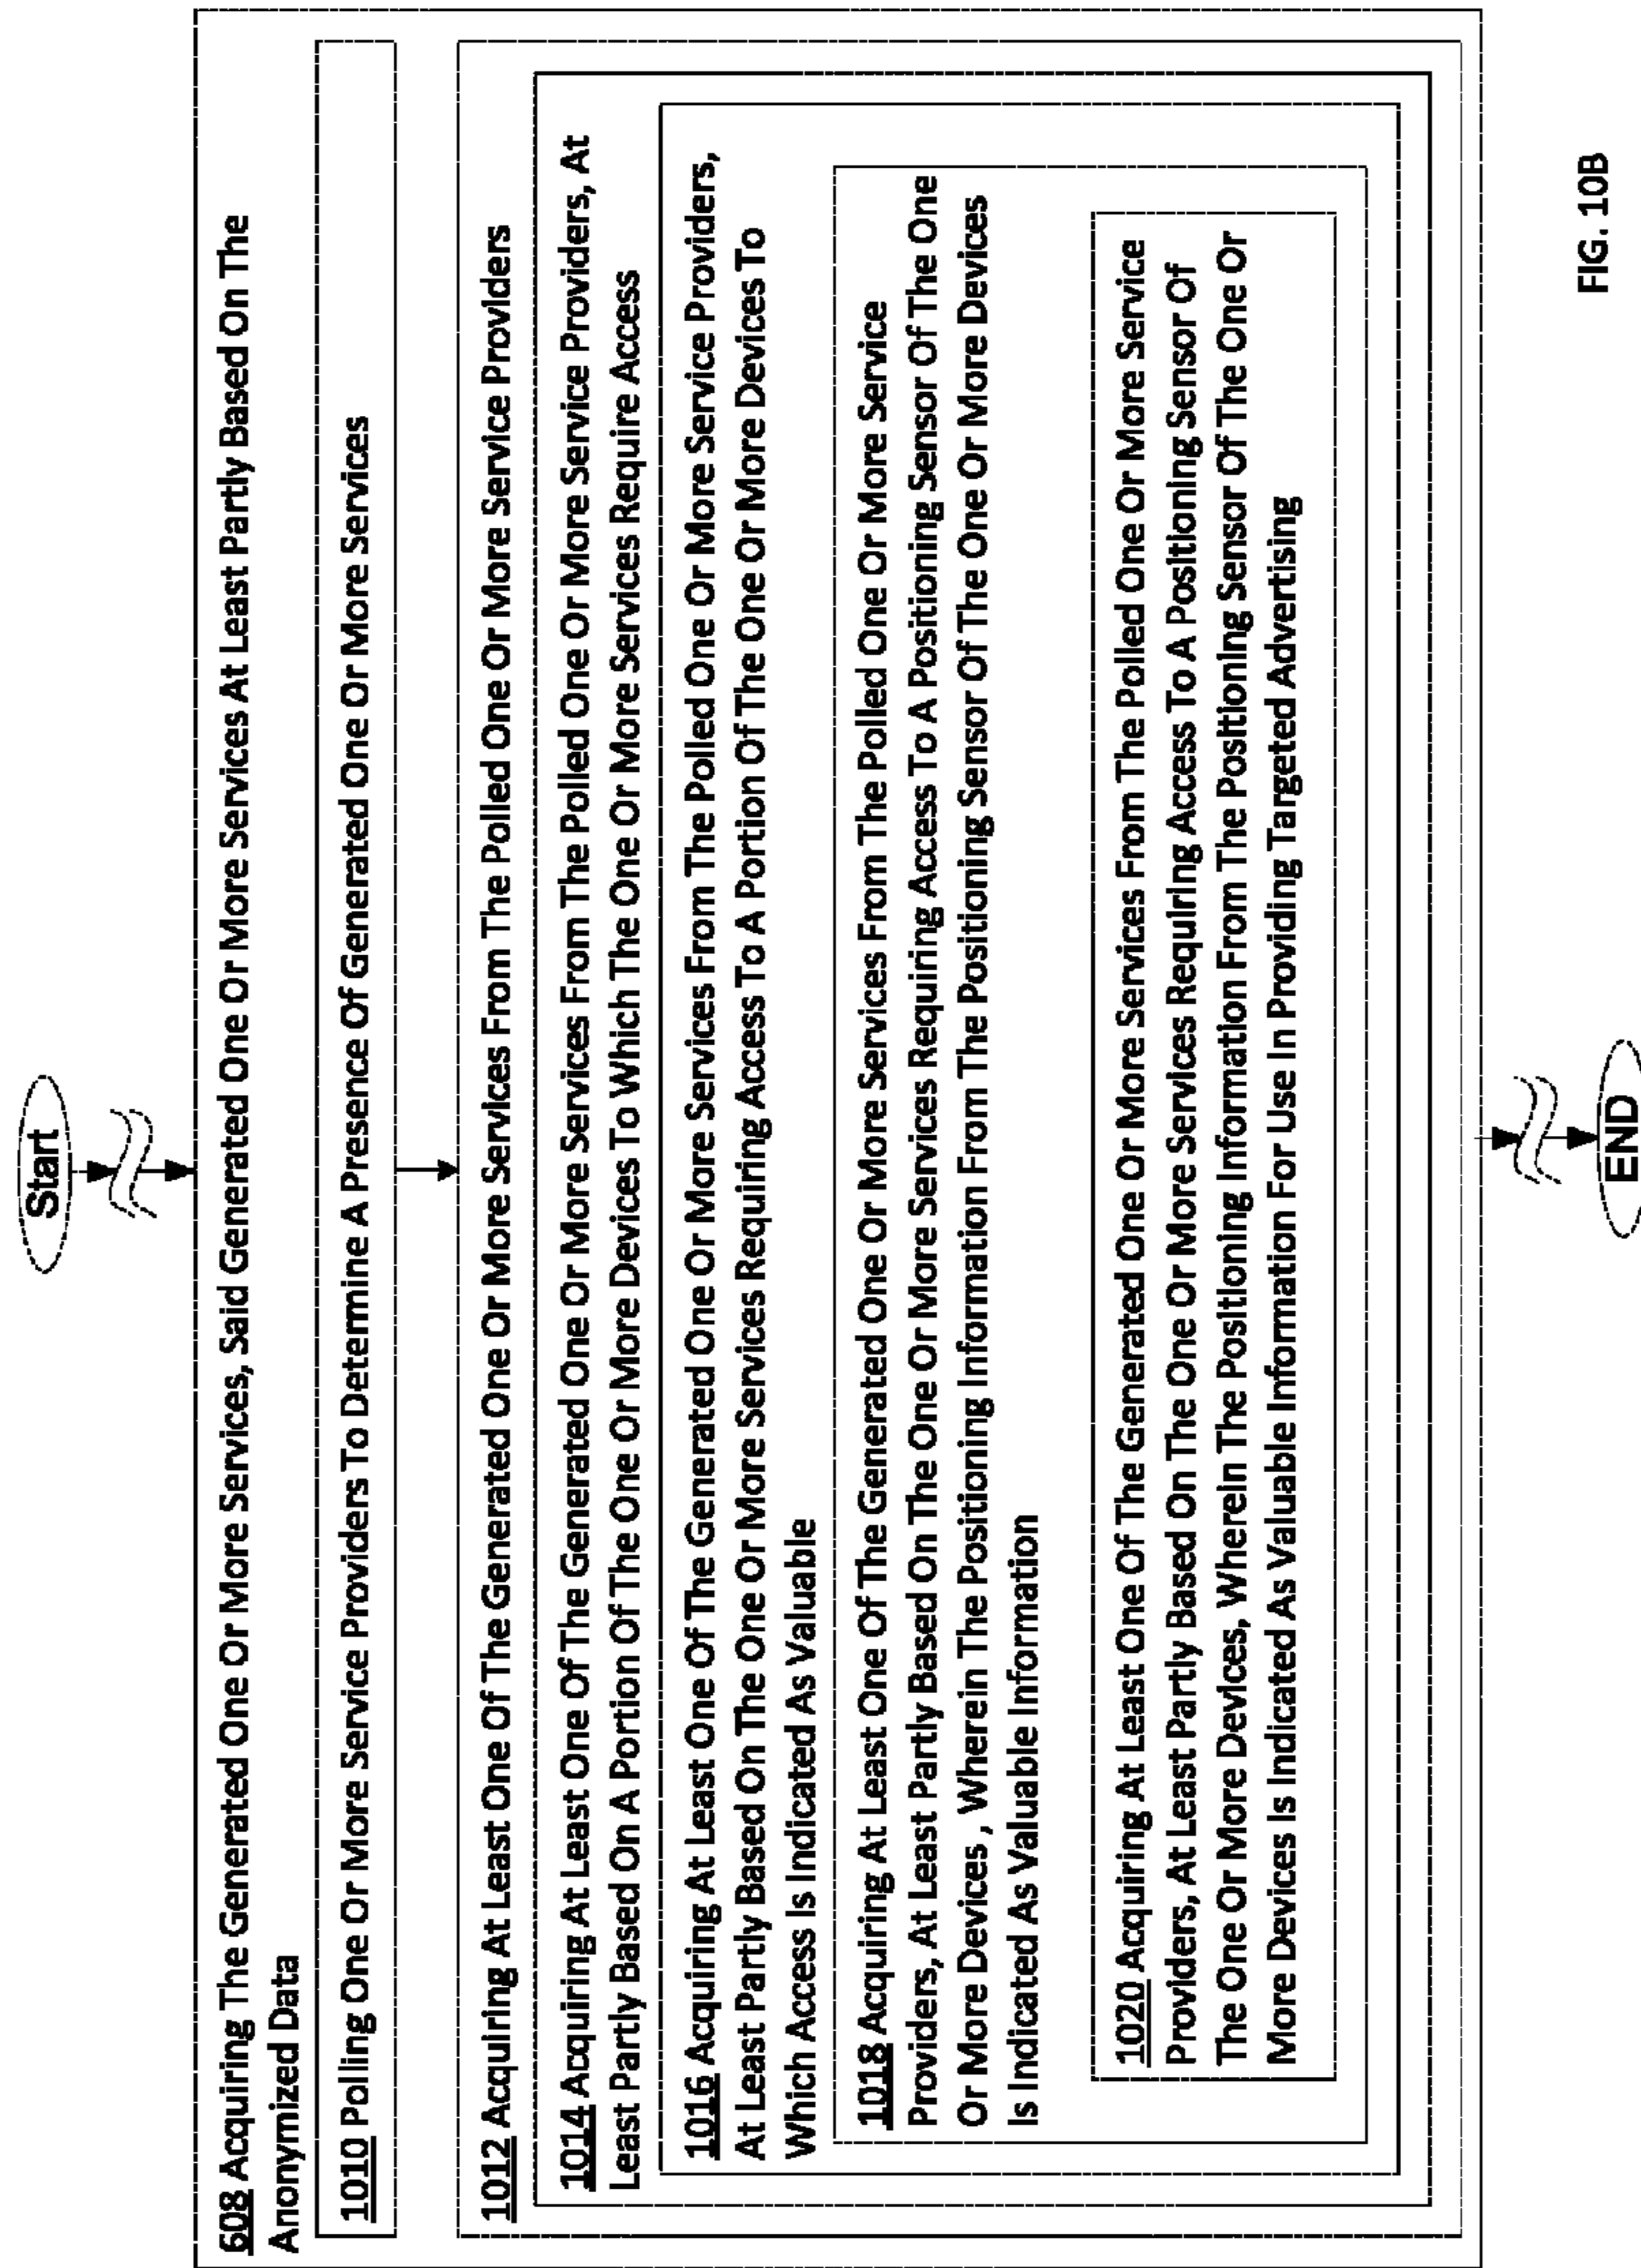 Start
608 Acquiring The Generated One Or More Services, Said Generated One Or More Services At Least Partly Based On The
Anonymized Data
1010 Polling One Or More Service Providers To Determine A Presence Of Generated One Or More Services
1012 Acquiring At Least One Of The Generated One Or More Services From The Polled One Or More Service Providers
1014 Acquiring At Least One Of The Generated One Or More Services From The Polled One Or More Service Providers, At
Least Partly Based On A Portion Of The One Or More Devices To Which The One Or More Services Require Access
1016 Acquiring At Least One Of The Generated One Or More Services From The Polled One Or More Service Providers,
At Least Partly Based On The One Or More Services Requiring Access To A Portion Of The One Or More Devices To
Which Access Is Indicated As Valuable
1018 Acquiring At Least One Of The Generated One Or More Services From The Polled One Or More Service
Providers, At Least Partly Based On The One Or More Services Requiring Access To A Positioning Sensor Of The One
Or More Devices , Wherein The Positioning Information From The Positioning Sensor Of The One Or More Devices
Is Indicated As Valuable Information
1020 Acquiring At Least One Of The Generated One Or More Services From The Polled One Or More Service
Providers, At Least Partly Based On The One Or More Services Requiring Access To A Positioning Sensor Of
The One Or More Devices, Wherein The Positioning Information From The Positioning Sensor Of The One Or
More Devices Is Indicated As Valuable Information For Use In Providing Targeted Advertising
END
FIG. 10B